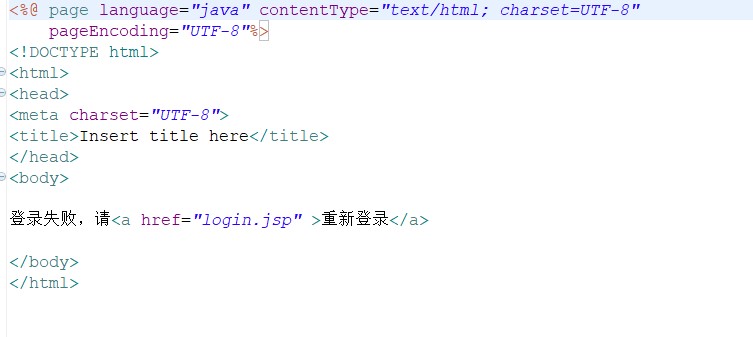 <%@ page language="java" contentType="text/html; charset=UTF-8"
    pageEncoding="UTF-8"%>
<!DOCTYPE html>
<html>
<head>
<meta charset="UTF-8">
<title>Insert title here</title>
</head>
<body>
登录失败，请<a href="login.jsp" >重新登录</a>
</body>
</html>